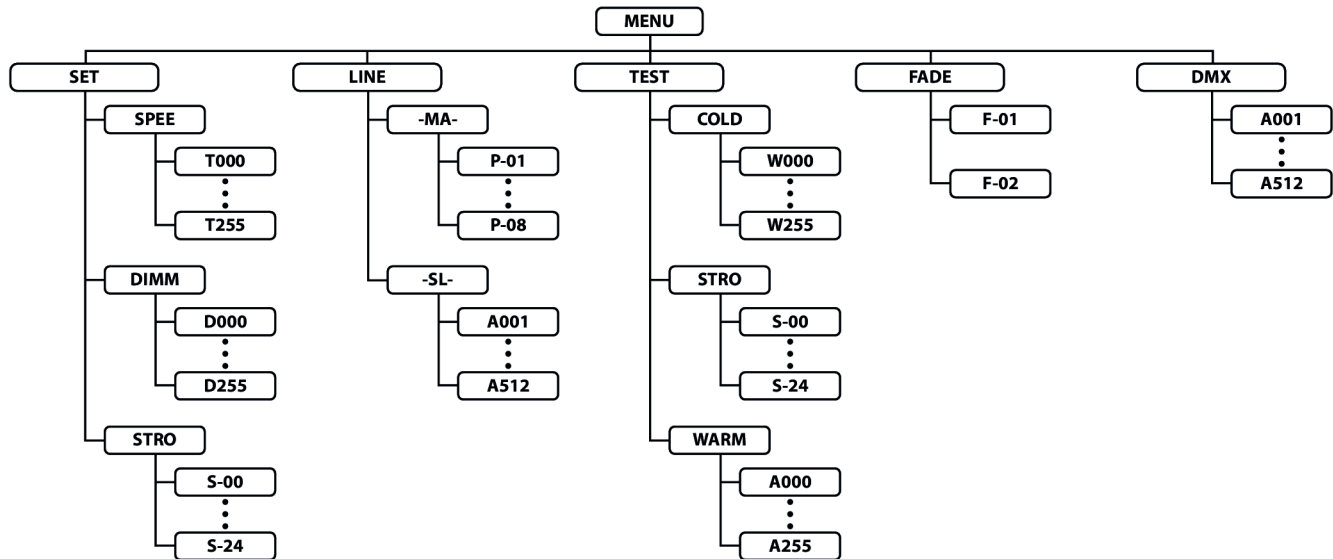 MENU
SET
SPEE
T000
T255
DIMM
D000
D255
STRO
S-00
S-24
LINE
-MA-
P-01
P-08
-SL-
A001
A512
TEST
COLD
W000
W255
STRO
S-00
S-24
WARM
A000
A255
FADE
F-01
F-02
DMX
A001
A512